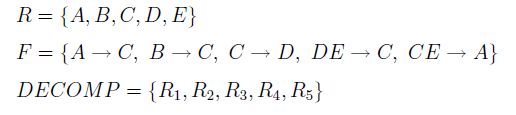 R = {A, B, C, D, E}
F = {A → C, B → C, C → D, DE → C, CE → A}
DECOMP = {R₁, R₂, R₃, R₄, R₅}